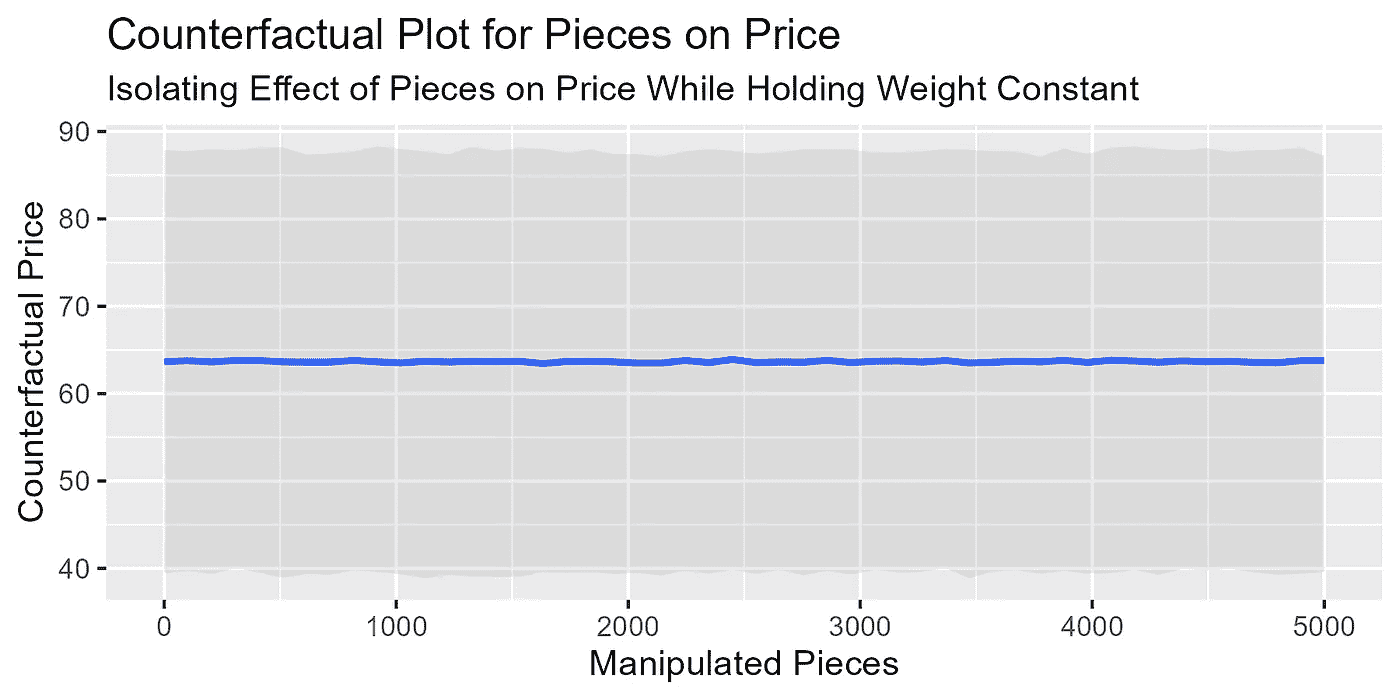 Counterfactual Plot for Pieces on Price
Isolating Effect of Pieces on Price While Holding Weight Constant
Counterfactual Price
90
80
70
60
50
40
0 1000 2000 3000 4000 5000
Manipulated Pieces